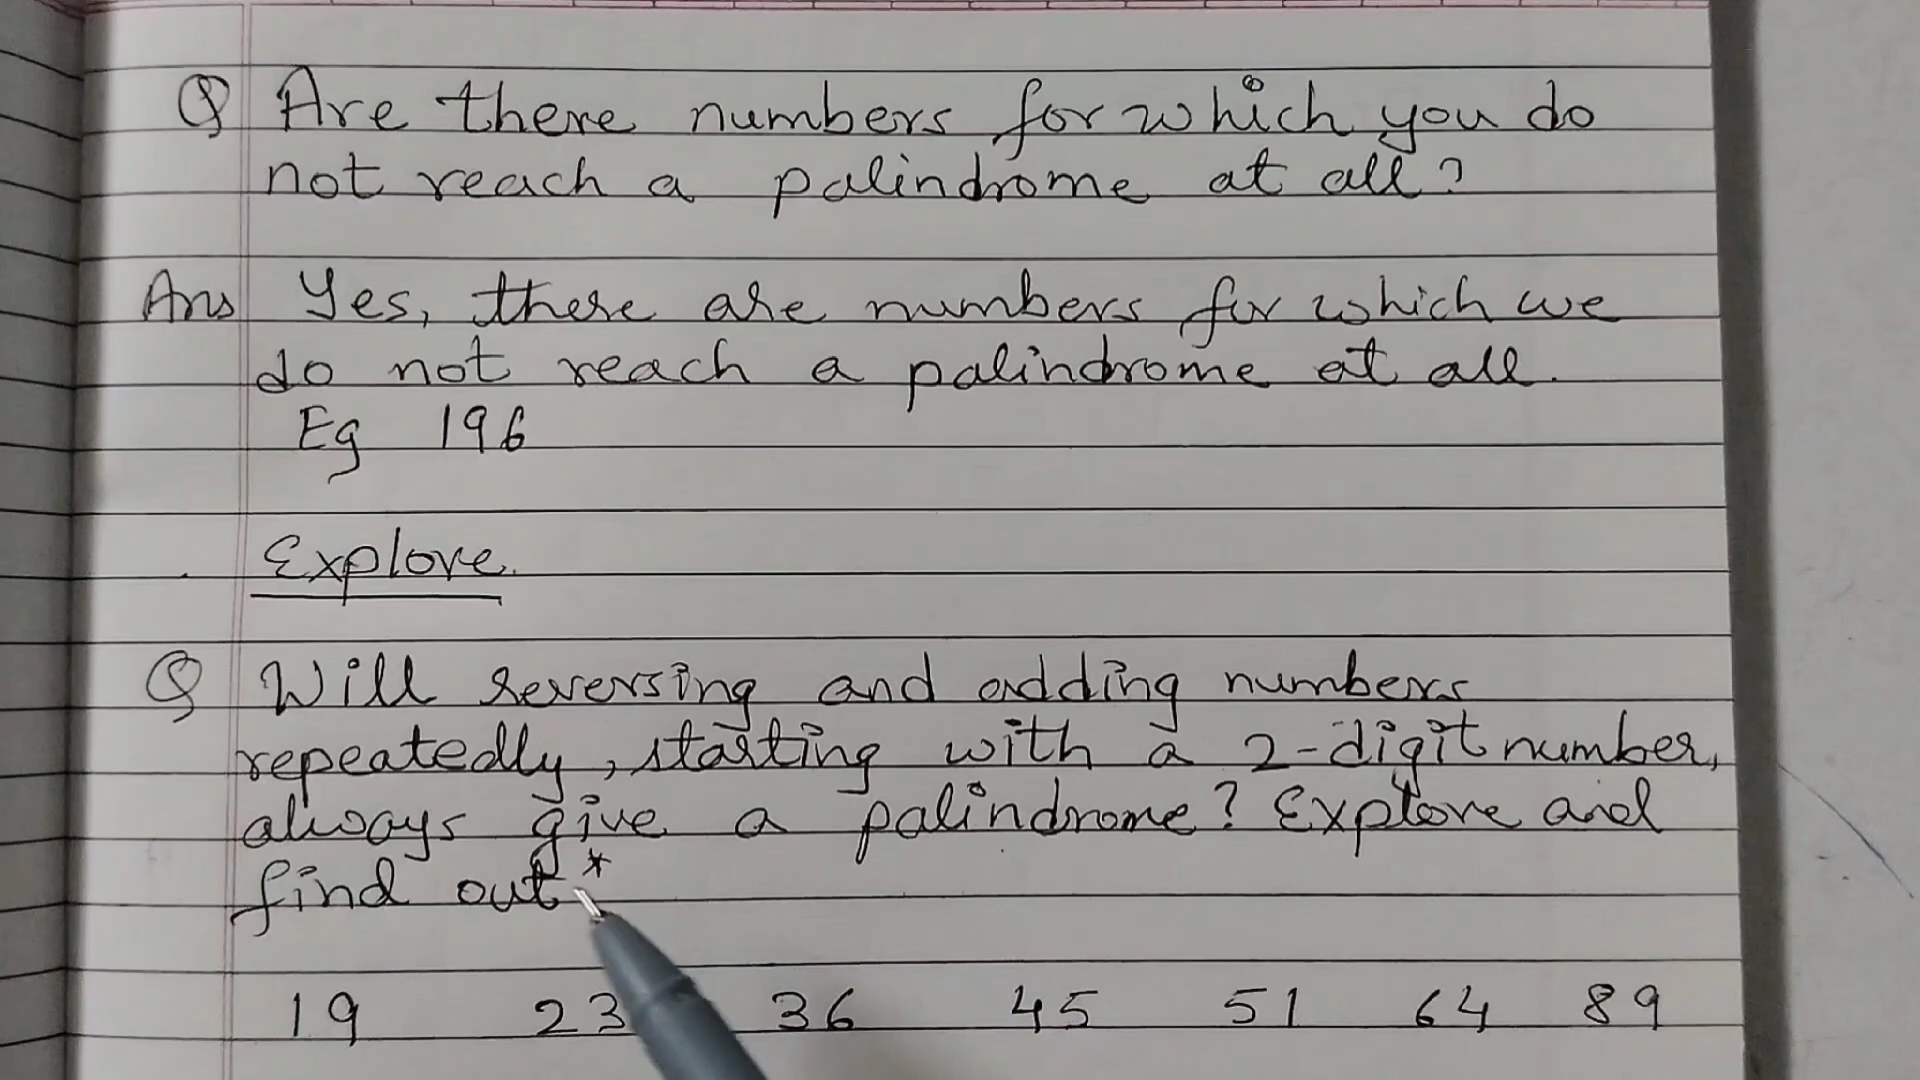 Q Are there numbers for which you do
not reach a palindrome at all?
Ans Yes, there are numbers for which we
do not reach a palindrome at all.
Eg 196
Explore.
Q Will reversing and adding numbers
repeatedly, starting with a 2-digit number,
always give a palindrome? Explore and
find out*
19 23 36 45 51 64 89